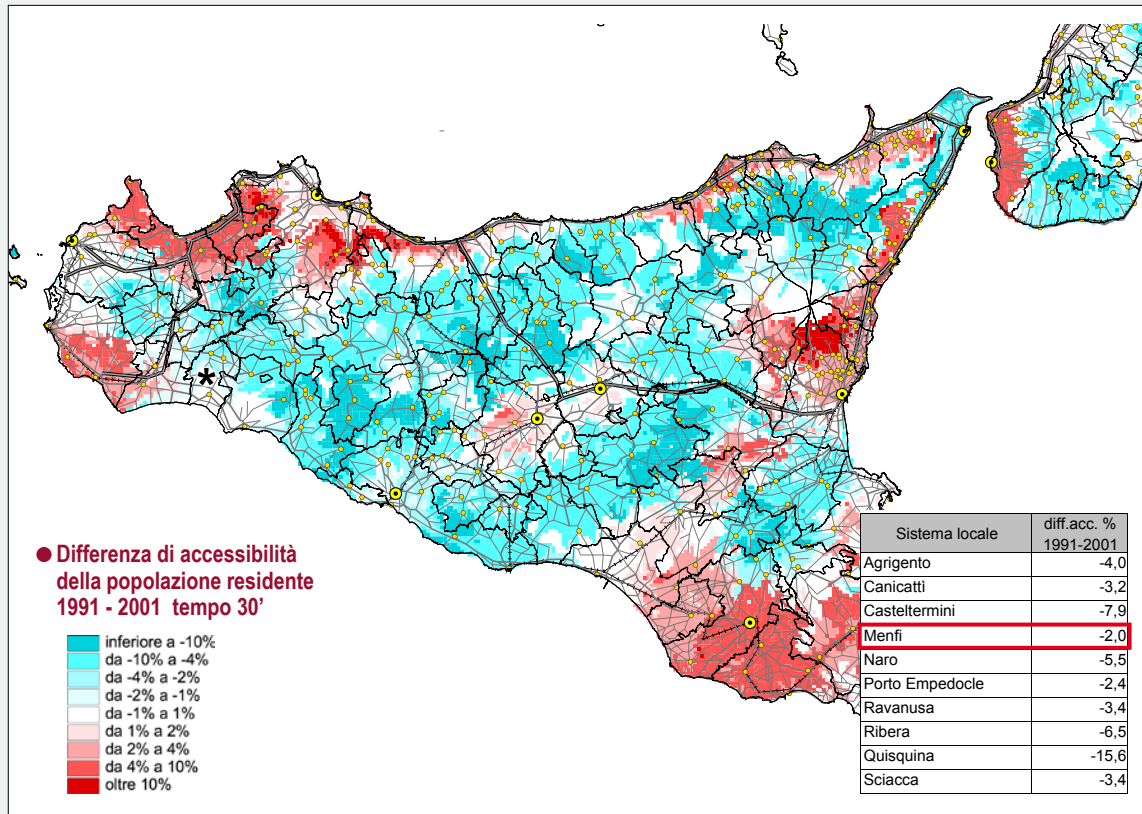 ● Differenza di accessibilità
della popolazione residente
1991 - 2001 tempo 30’
inferiore a -10%
da -10% a -4%
da -4% a -2%
da -2% a -1%
da -1% a 1%
da 1% a 2%
da 2% a 4%
da 4% a 10%
oltre 10%
Sistema locale diff.acc. % 1991-2001
Agrigento -4,0
Canicattì -3,2
Casteltermini -7,9
Menfi -2,0
Naro -5,5
Porto Empedocle -2,4
Ravanusa -3,4
Ribera -6,5
Quisquina -15,6
Sciacca -3,4